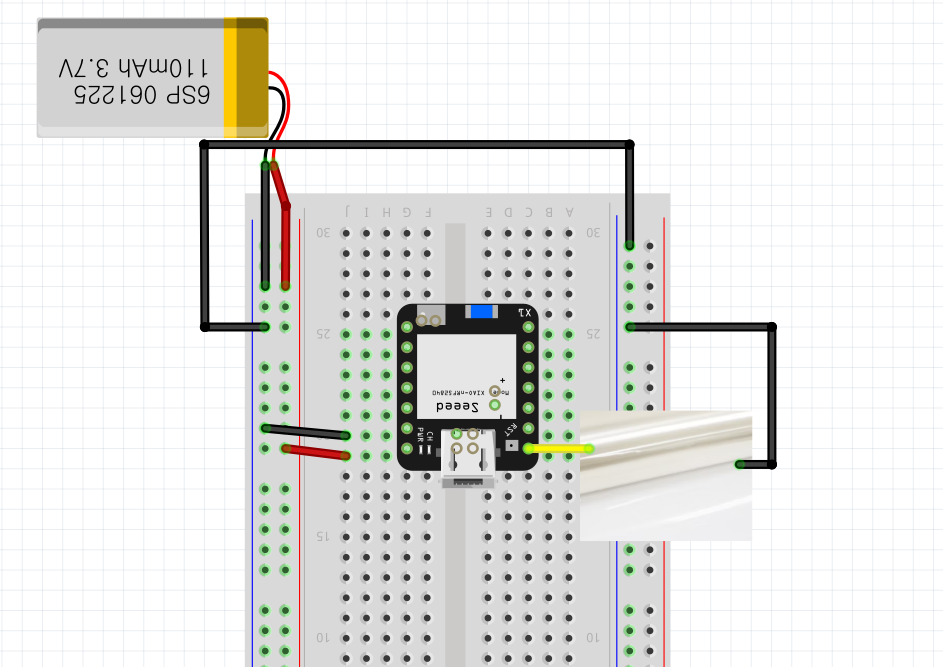 6SP 061225
110mAh 3.7V
J I H G F E D C B A
30 30
X1
25 25
+
XIAO-nRF52840
Seeed
-
RST
PWR
CH
15 15
10 10